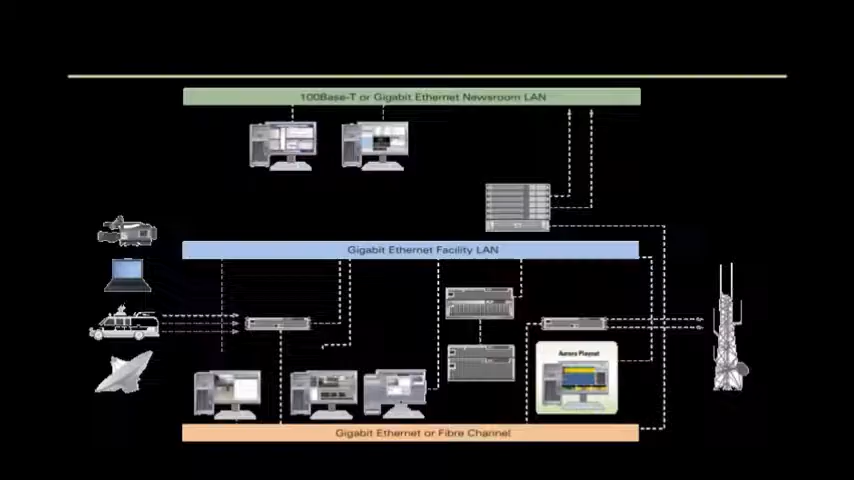 100Base-T or Gigabit Ethernet Newsroom LAN
Gigabit Ethernet Facility LAN
Aurora Playout
Gigabit Ethernet or Fibre Channel